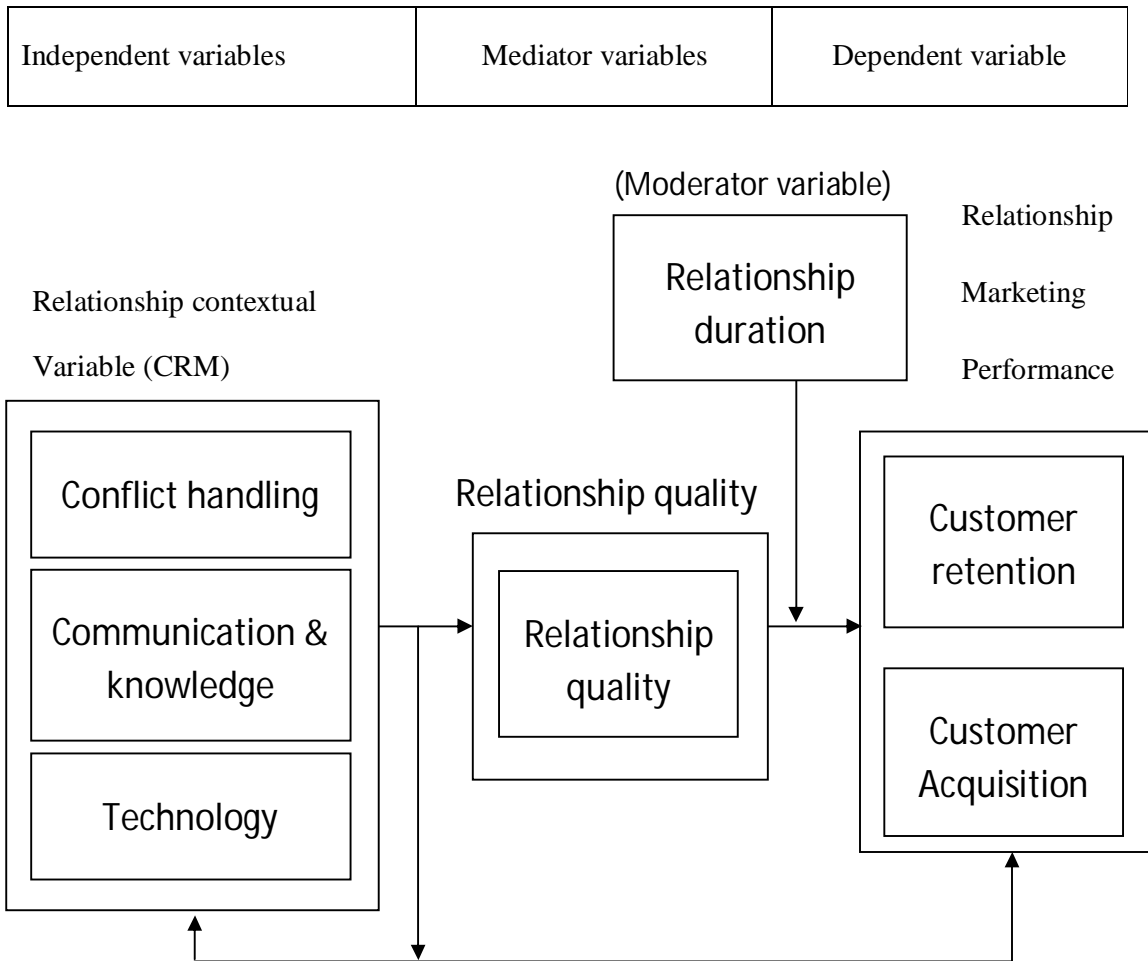 Independent variables
Mediator variables
Dependent variable
(Moderator variable)
Relationship
duration
Relationship
Marketing
Performance
Relationship contextual
Variable (CRM)
Conflict handling
Communication &
knowledge
Technology
Relationship quality
Relationship
quality
Customer
retention
Customer
Acquisition